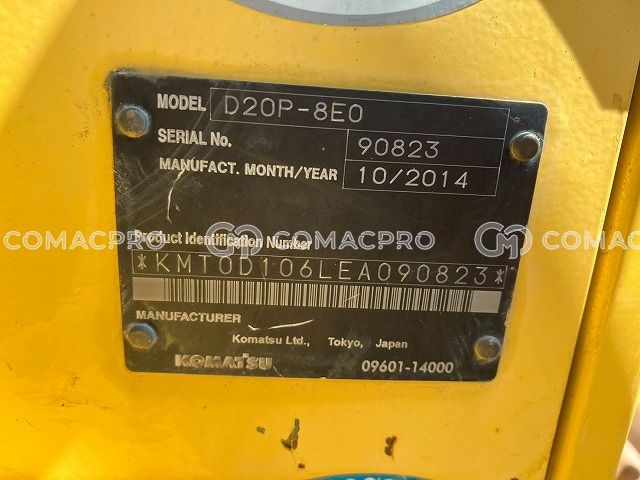 MODEL D20P-8E0
SERIAL No. 90823
MANUFACT. MONTH/YEAR 10/2014
COMACPRO COMACPRO COMACPRO
Product Identification Number
*KMT0D106LEA090823*
MANUFACTURER
Komatsu Ltd., Tokyo, Japan
KOMATSU 09601-14000